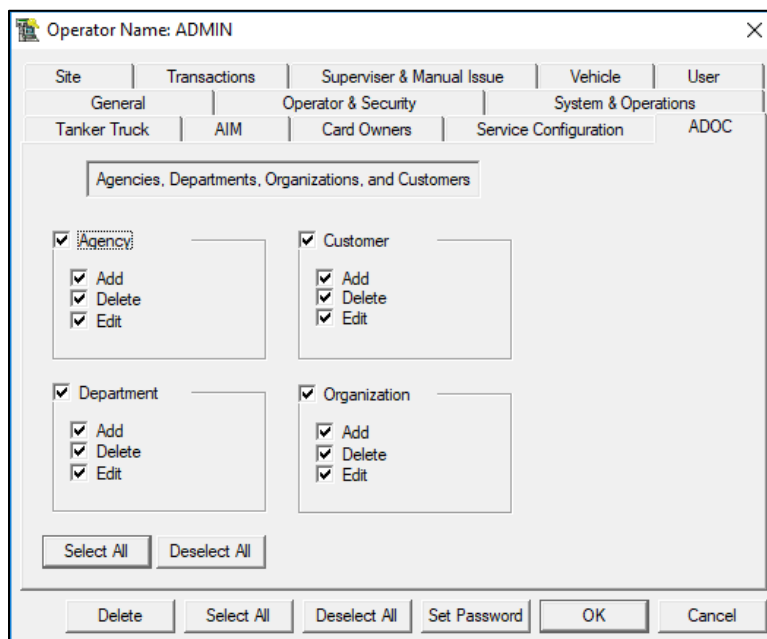 Operator Name: ADMIN
Site Transactions Superviser & Manual Issue Vehicle User
General Operator & Security System & Operations
Tanker Truck AIM Card Owners Service Configuration ADOC
Agencies, Departments, Organizations, and Customers
Agency Customer
Add Add
Delete Delete
Edit Edit
Department Organization
Add Add
Delete Delete
Edit Edit
Select All Deselect All
Delete Select All Deselect All Set Password OK Cancel